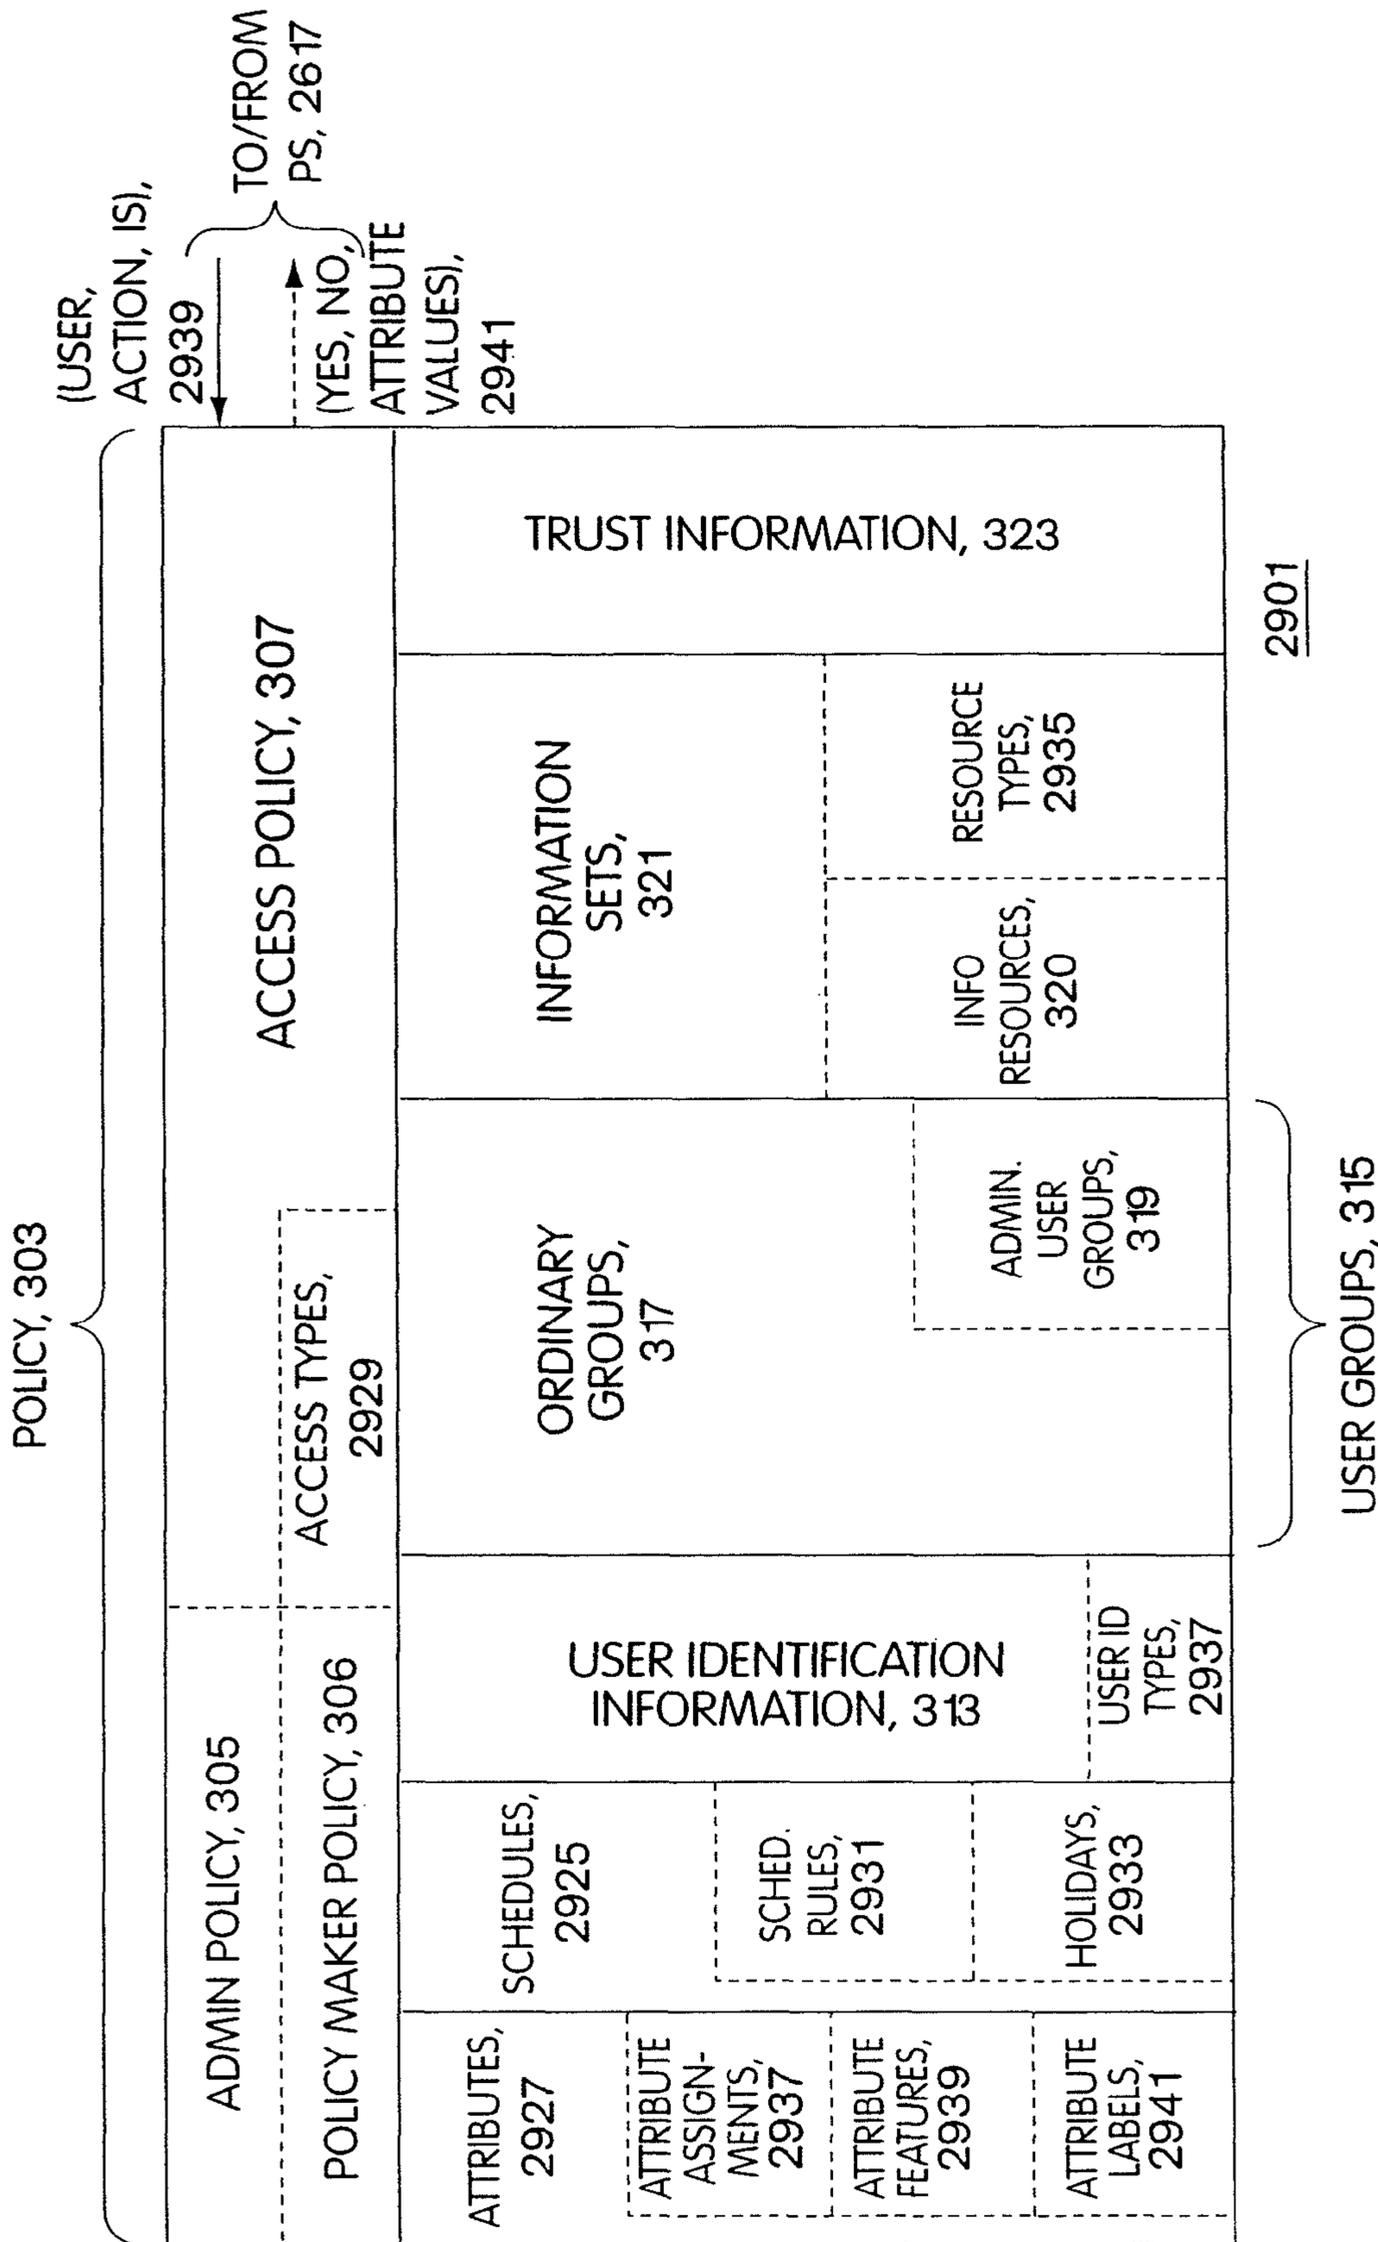 POLICY, 303
(USER,
ACTION, IS),
2939
TO/FROM
PS, 2617
(YES, NO,
ATTRIBUTE
VALUES),
2941
ADMIN POLICY, 305
POLICY MAKER POLICY, 306
ACCESS TYPES,
2929
ACCESS POLICY, 307
ATTRIBUTES,
2927
ATTRIBUTE
ASSIGN-
MENTS,
2937
ATTRIBUTE
FEATURES,
2939
ATTRIBUTE
LABELS,
2941
SCHEDULES,
2925
SCHED.
RULES,
2931
HOLIDAYS,
2933
USER IDENTIFICATION
INFORMATION, 313
USER ID
TYPES,
2937
ORDINARY
GROUPS,
317
ADMIN.
USER
GROUPS,
319
INFORMATION
SETS,
321
INFO
RESOURCES,
320
RESOURCE
TYPES,
2935
TRUST INFORMATION, 323
USER GROUPS, 315
2901